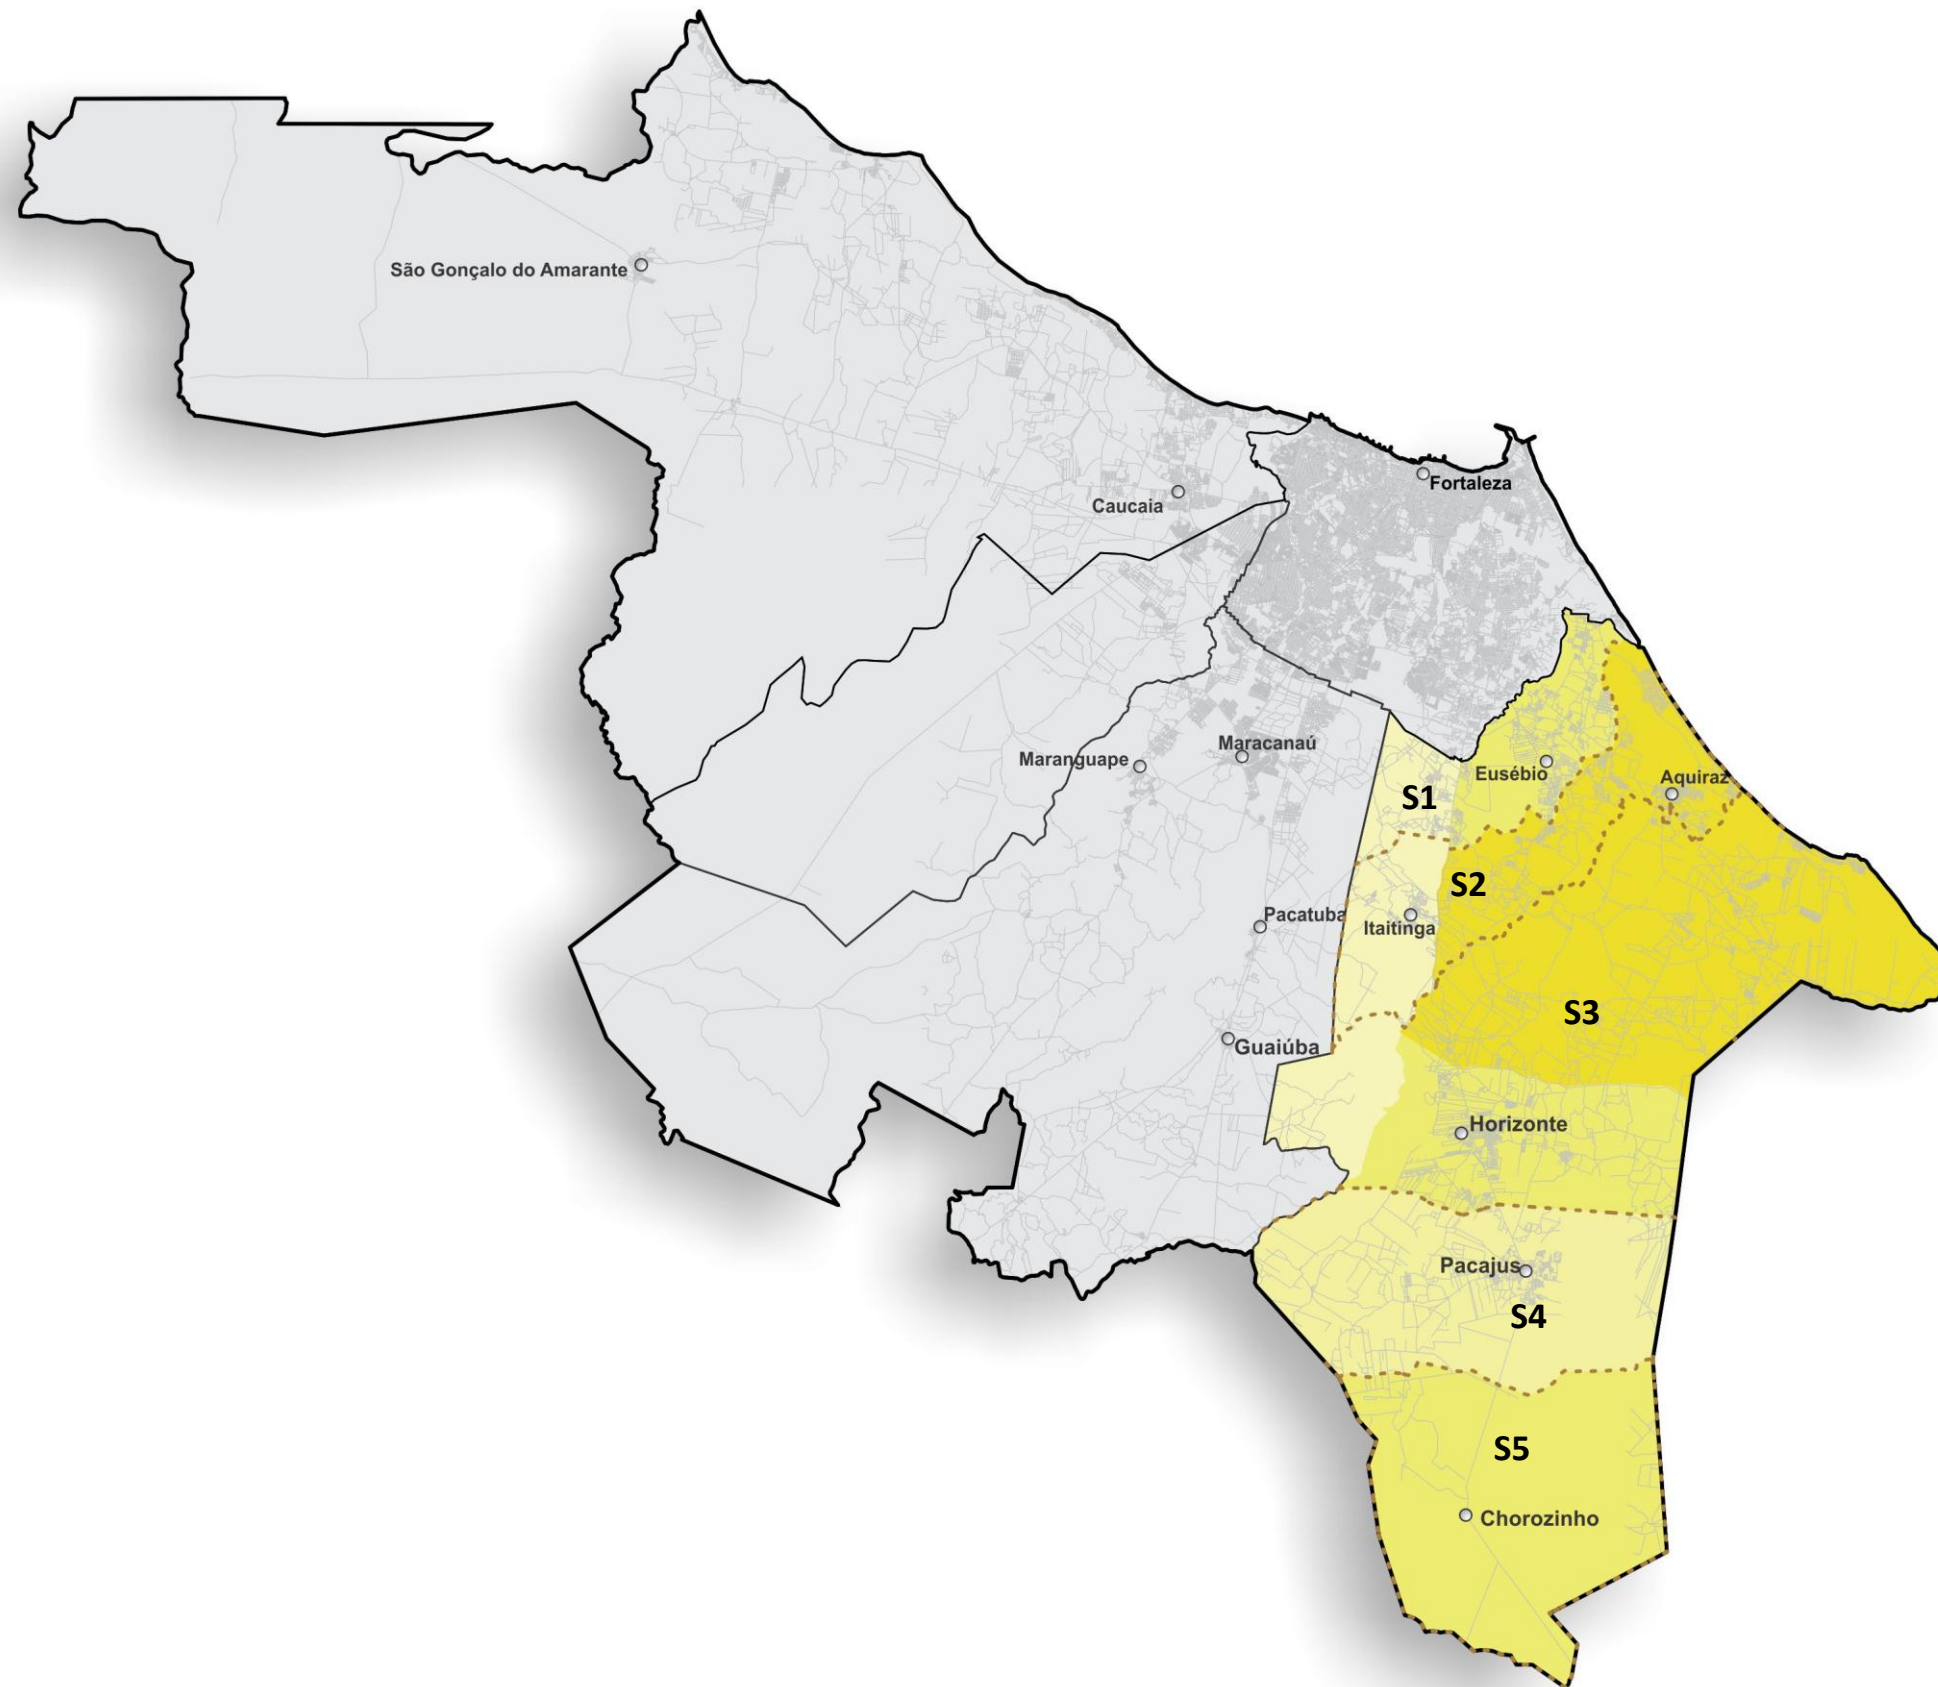 São Gonçalo do Amarante
Fortaleza
Caucaia
Maracanaú
Maranguape
Eusébio
Aquiraz
S1
S2
Pacatuba
Itaitinga
S3
Guaiúba
Horizonte
Pacajus
S4
S5
Chorozinho